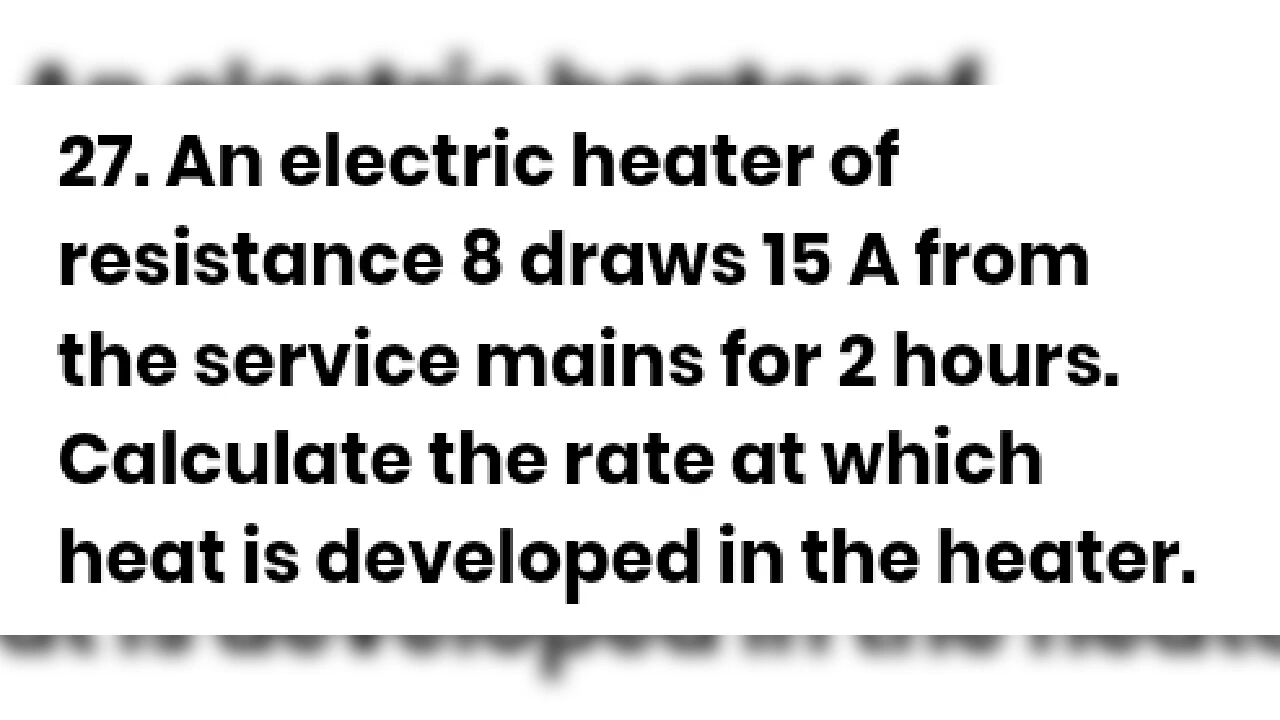 27. An electric heater of
resistance 8 draws 15 A from
the service mains for 2 hours.
Calculate the rate at which
heat is developed in the heater.